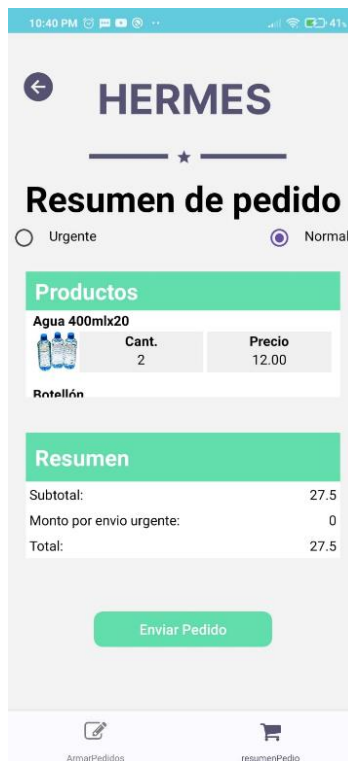 10:40 PM
41%
HERMES
Resumen de pedido
Urgente
Normal
Productos
Agua 400mlx20
Cant. Precio
2 12.00
Botellón
Resumen
Subtotal: 27.5
Monto por envio urgente: 0
Total: 27.5
Enviar Pedido
ArmarPedidos resumenPedio